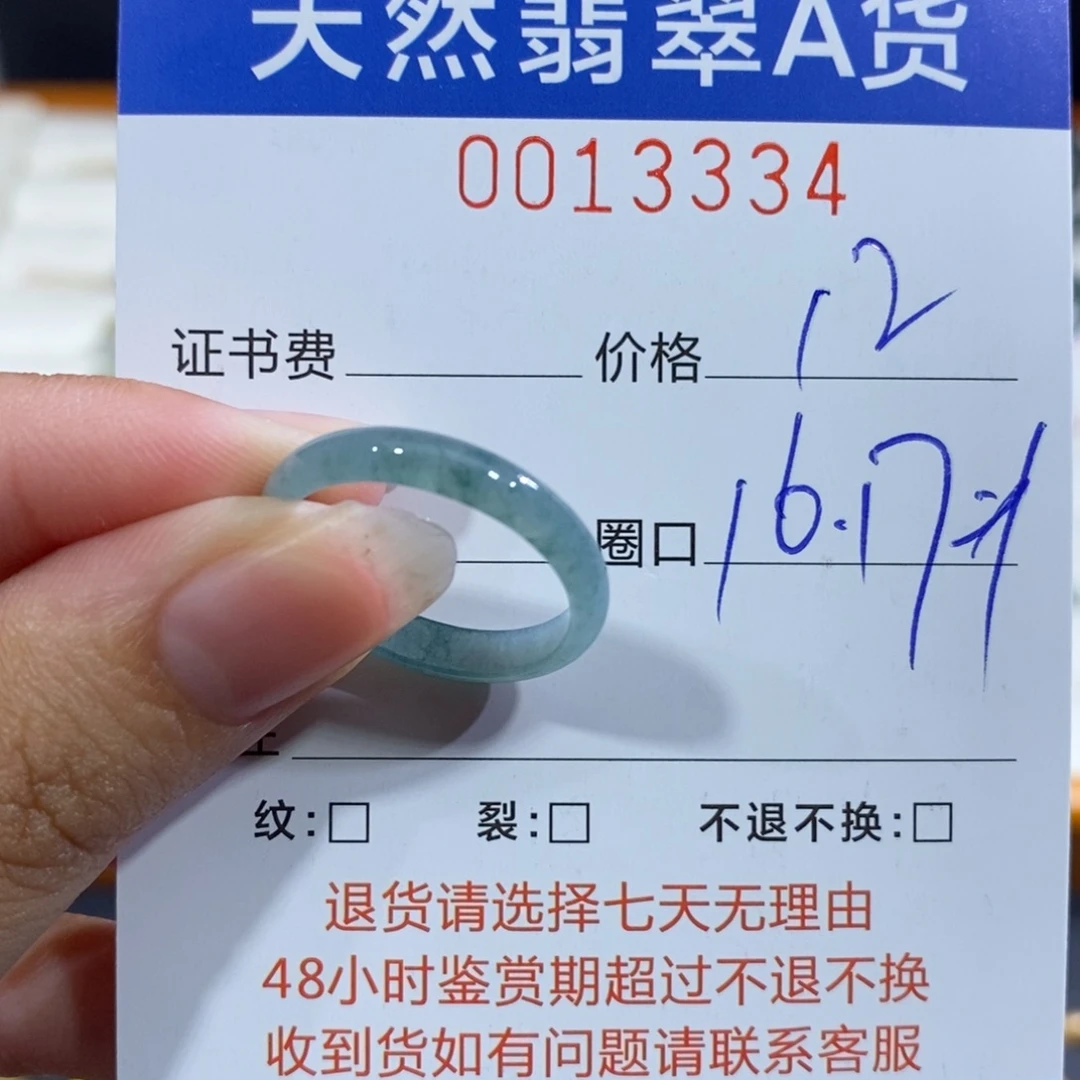 天然翡翠A货
0013334
证书费 价格 12
圈口 16.17
纹:□ 裂:□ 不退不换:□
退货请选择七天无理由
48小时鉴赏期超过不退不换
收到货如有问题请联系客服